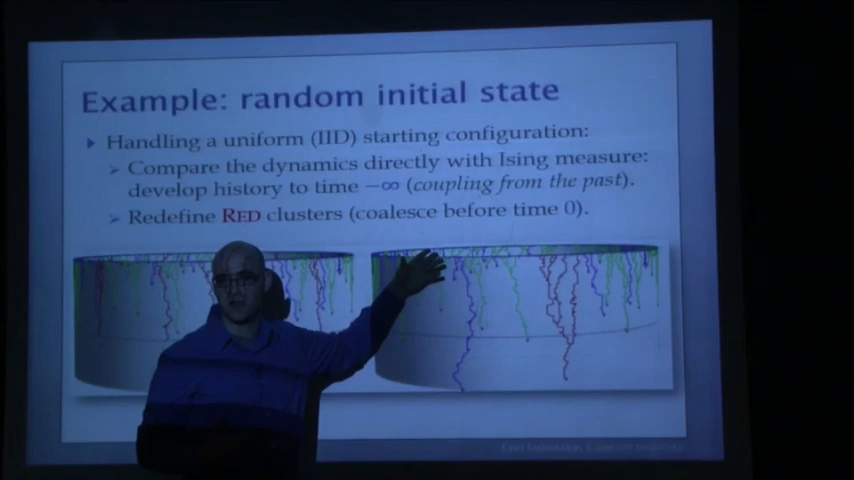 Example: random initial state
Handling a uniform (IID) starting configuration:
Compare the dynamics directly with Ising measure:
develop history to time −∞ (coupling from the past).
Redefine RED clusters (coalesce before time 0).